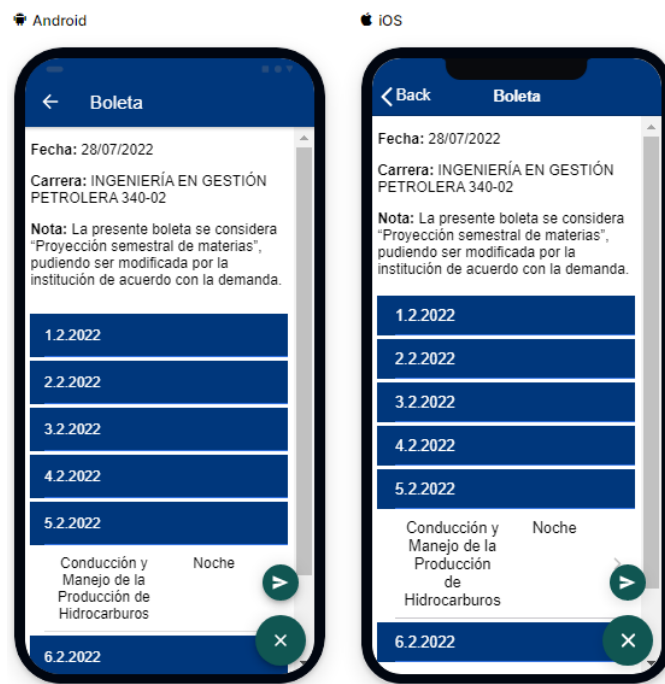 Android
Boleta
Fecha: 28/07/2022
Carrera: INGENIERÍA EN GESTIÓN
PETROLERA 340-02
Nota: La presente boleta se considera
“Proyección semestral de materias”,
pudiendo ser modificada por la
institución de acuerdo con la demanda.
1.2.2022
2.2.2022
3.2.2022
4.2.2022
5.2.2022
Conducción y Noche
Manejo de la
Producción de
Hidrocarburos
6.2.2022
iOS
Back Boleta
Fecha: 28/07/2022
Carrera: INGENIERÍA EN GESTIÓN
PETROLERA 340-02
Nota: La presente boleta se considera
“Proyección semestral de materias”,
pudiendo ser modificada por la
institución de acuerdo con la demanda.
1.2.2022
2.2.2022
3.2.2022
4.2.2022
5.2.2022
Conducción y Noche
Manejo de la
Producción
de
Hidrocarburos
6.2.2022